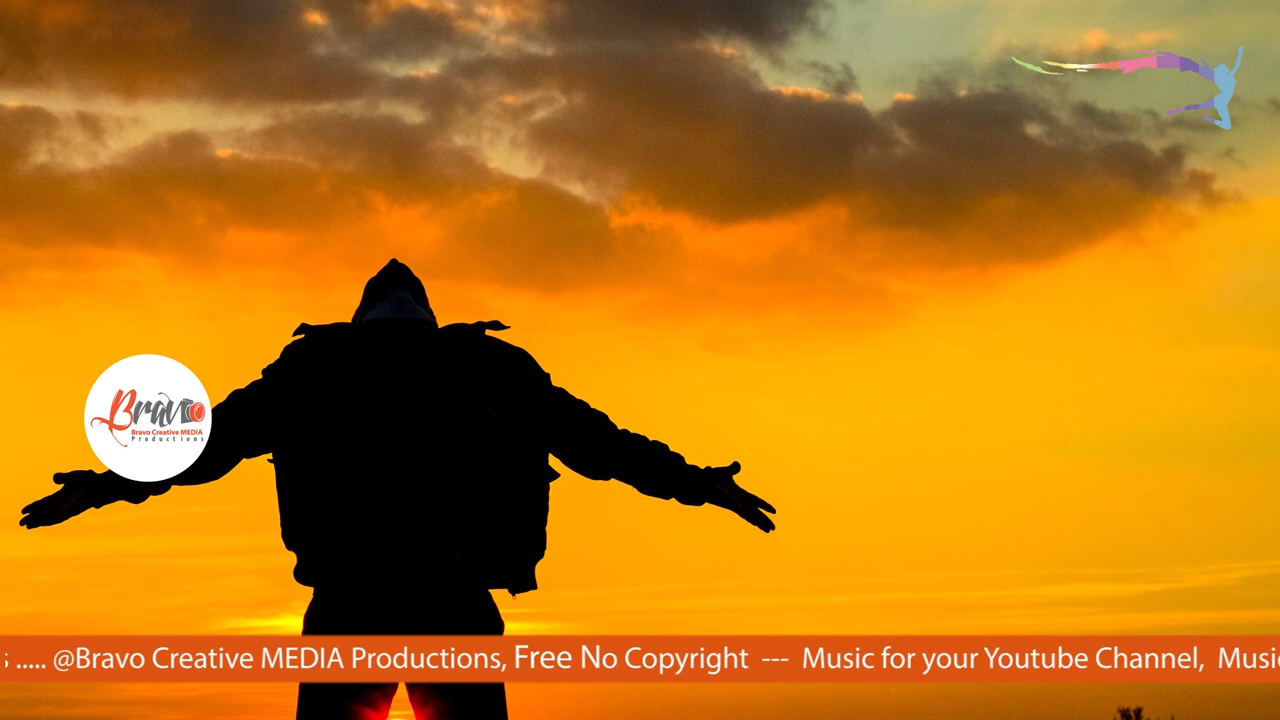 Bravo
Bravo Creative MEDIA
Productions
..... @Bravo Creative MEDIA Productions, Free No Copyright --- Music for your Youtube Channel,